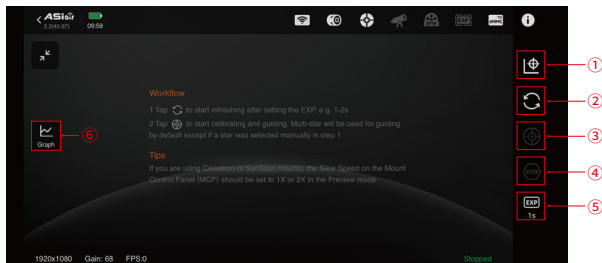 ASIair
2.2(40.67)
09:59
TO
eMMC
①
②
③
STOP
④
EXP
1s
⑤
Graph
⑥
Workflow
1 Tap to start refreshing after setting the EXP, e.g. 1-2s
2 Tap to start calibrating and guiding. Multi-star will be used for guiding
by default except if a star was selected manually in step 1
Tips
If you are using Celestron or SynScan mounts, the Slew Speed on the Mount
Control Panel (MCP) should be set to 1X or 2X in the Preview mode
1920x1080 Gain: 68 FPS:0
Stopped